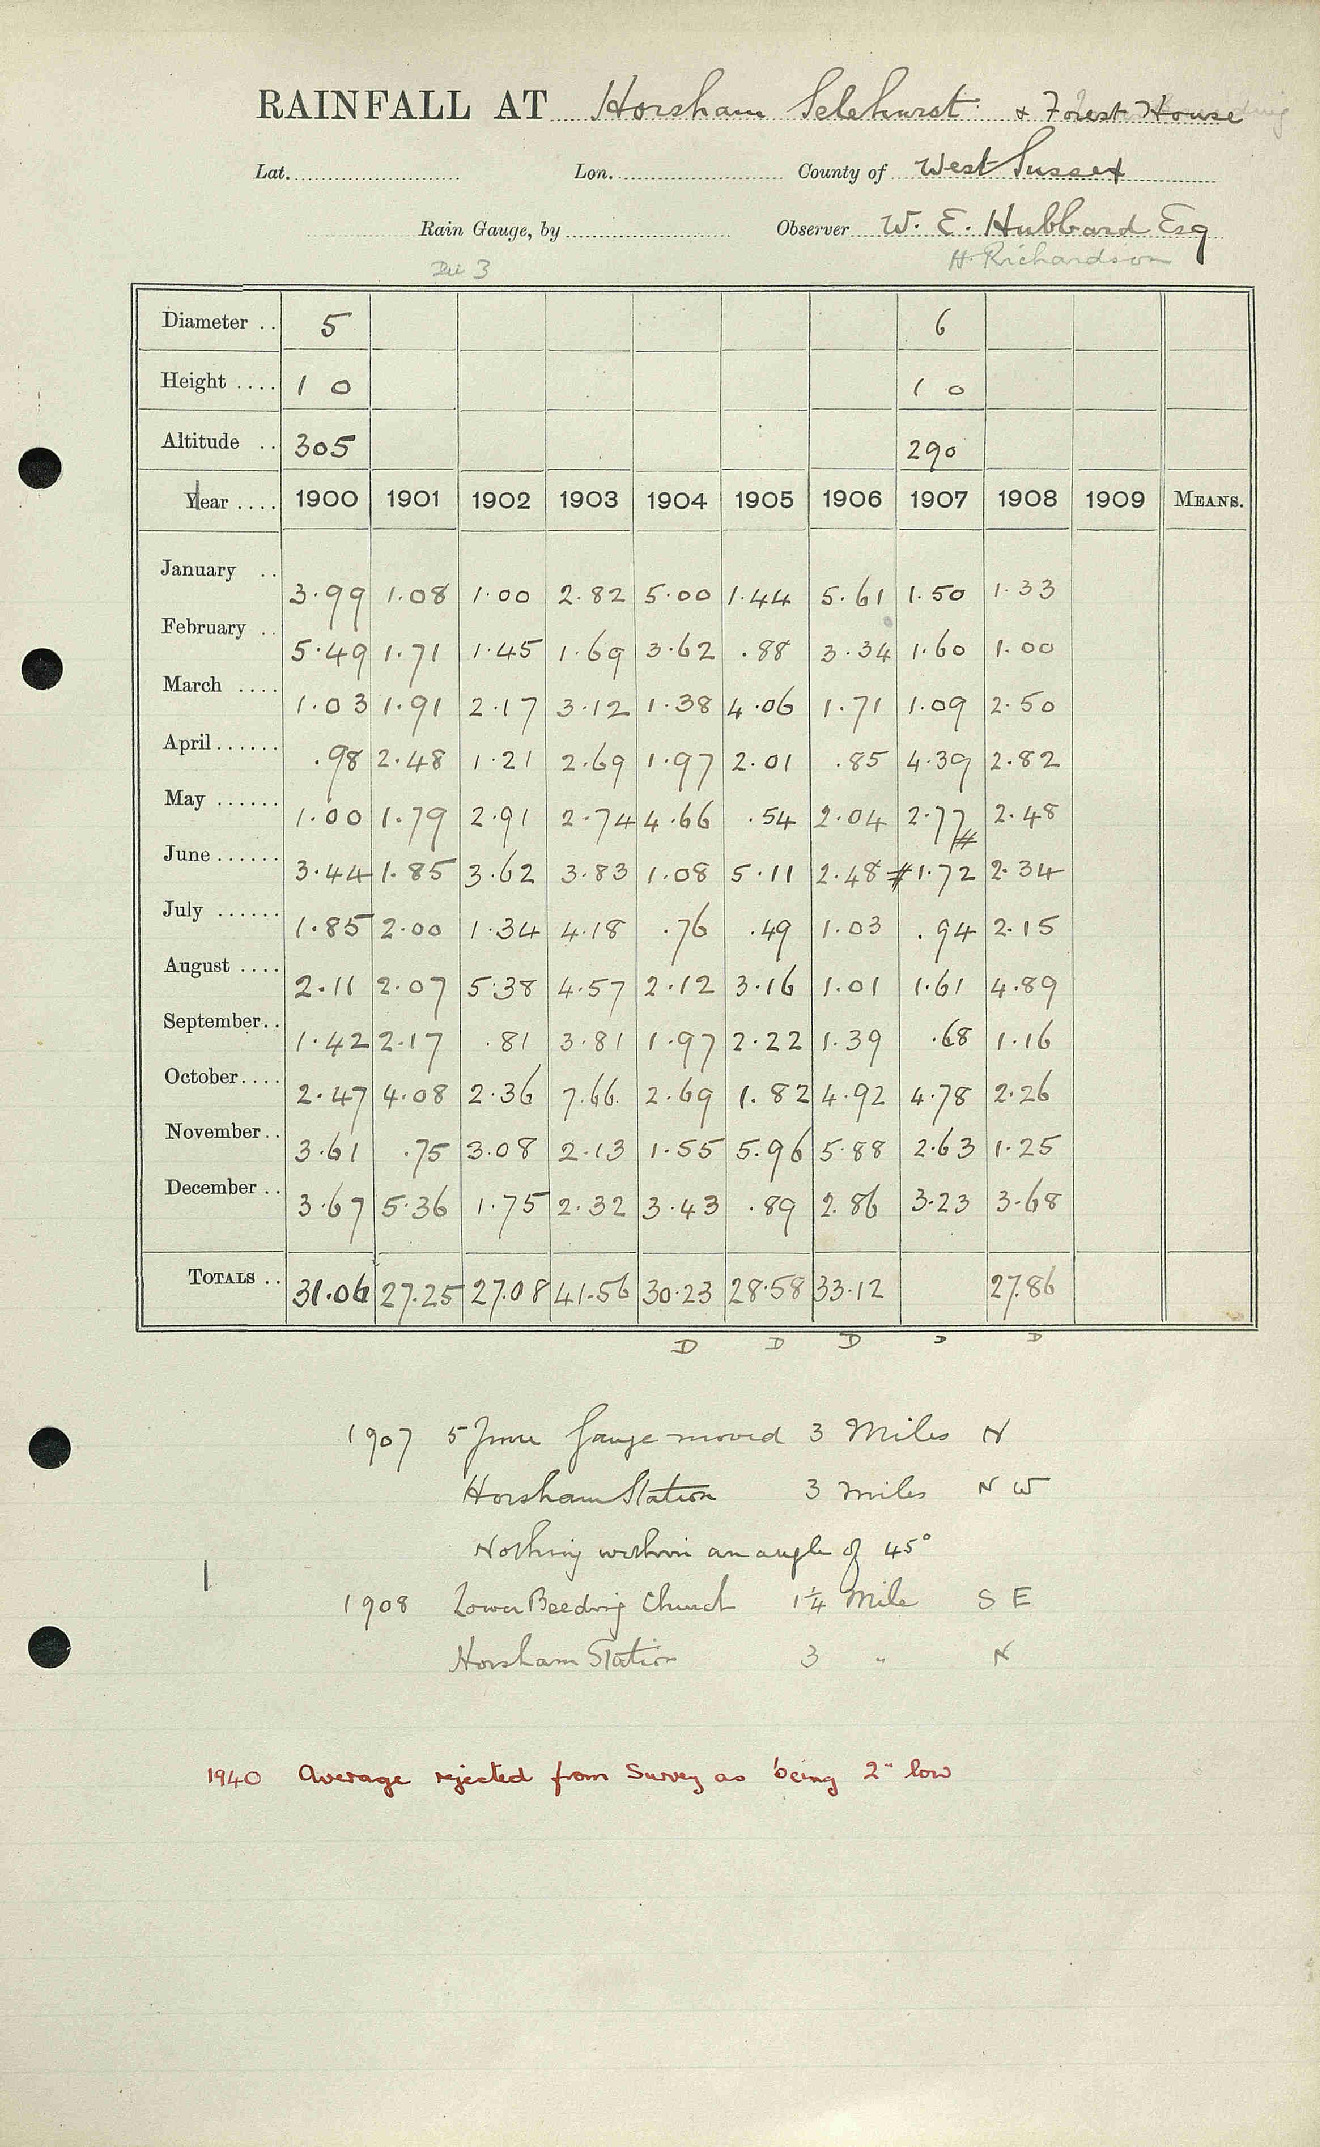 RAINFALL AT Horsham Selehurst & Forest House
Lat. Lon. County of West Sussex
Rain Gauge, by Observer W. E. Hubbard Esq
H. Richardson
Diameter .. 5 6
Height .... 1 0 1 0
Altitude .. 305 290
Year .... 1900 1901 1902 1903 1904 1905 1906 1907 1908 1909 MEANS.
January .. 3.99 1.08 1.00 2.82 5.00 1.44 5.61 1.50 1.33
February .. 5.49 1.71 1.45 1.69 3.62 .88 3.34 1.60 1.00
March .... 1.03 1.91 2.17 3.12 1.38 4.06 1.71 1.09 2.50
April ...... .98 2.48 1.21 2.69 1.97 2.01 .85 4.39 2.82
May ...... 1.00 1.79 2.91 2.74 4.66 .54 2.04 2.77 2.48
June ...... 3.44 1.85 3.62 3.83 1.08 5.11 2.48 #1.72 2.34
July ...... 1.85 2.00 1.34 4.18 .76 .49 1.03 .94 2.15
August .... 2.11 2.07 5.38 4.57 2.12 3.16 1.01 1.61 4.89
September.. 1.42 2.17 .81 3.81 1.97 2.22 1.39 .68 1.16
October.... 2.47 4.08 2.36 7.66 2.69 1.82 4.92 4.78 2.26
November.. 3.61 .75 3.08 2.13 1.55 5.96 5.88 2.63 1.25
December .. 3.67 5.36 1.75 2.32 3.43 .89 2.86 3.23 3.68
TOTALS .. 31.06 27.25 27.08 41.56 30.23 28.58 33.12 27.86
D D D D D
1907 5 June Gauge moved 3 Miles N
Horsham Station 3 miles N W
Nothing within an angle of 45°
1908 Lower Beeding Church 1¼ Mile S E
Horsham Station 3 " N
1940 Average rejected from Survey as being 2" low